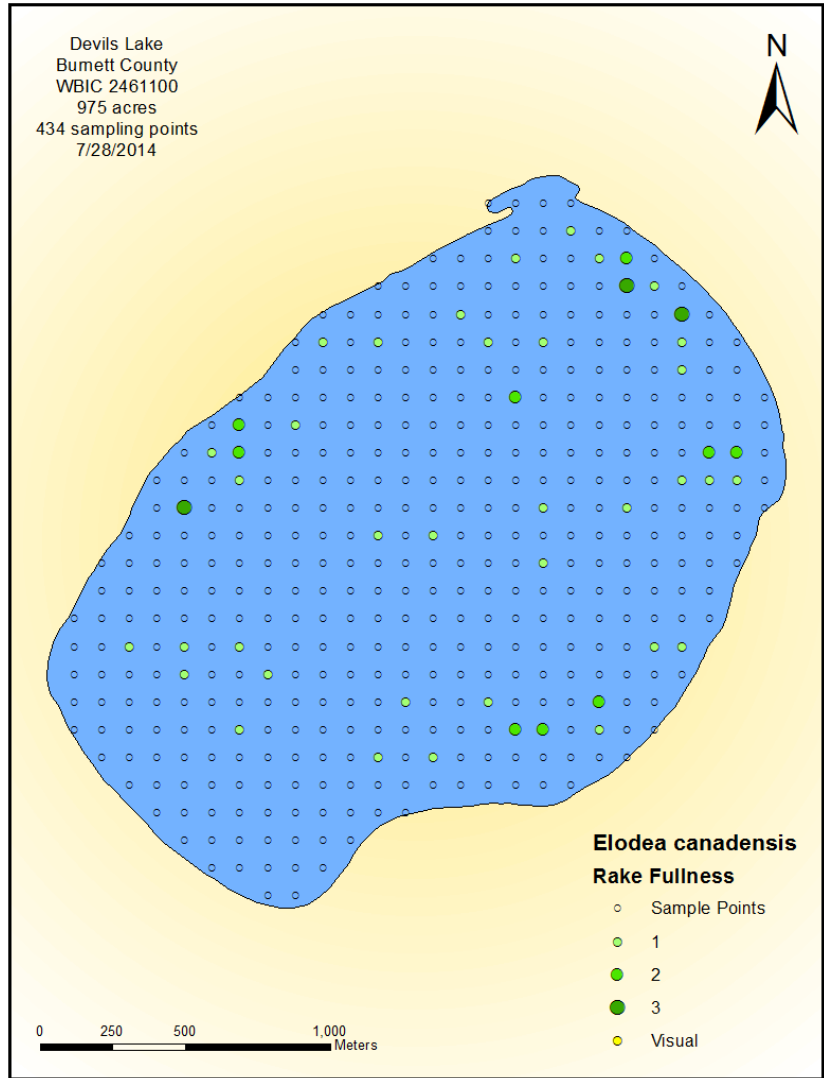 Devils Lake
Burnett County
WBIC 2461100
975 acres
434 sampling points
7/28/2014
N
Elodea canadensis
Rake Fullness
Sample Points
1
2
3
Visual
0 250 500 1,000
Meters